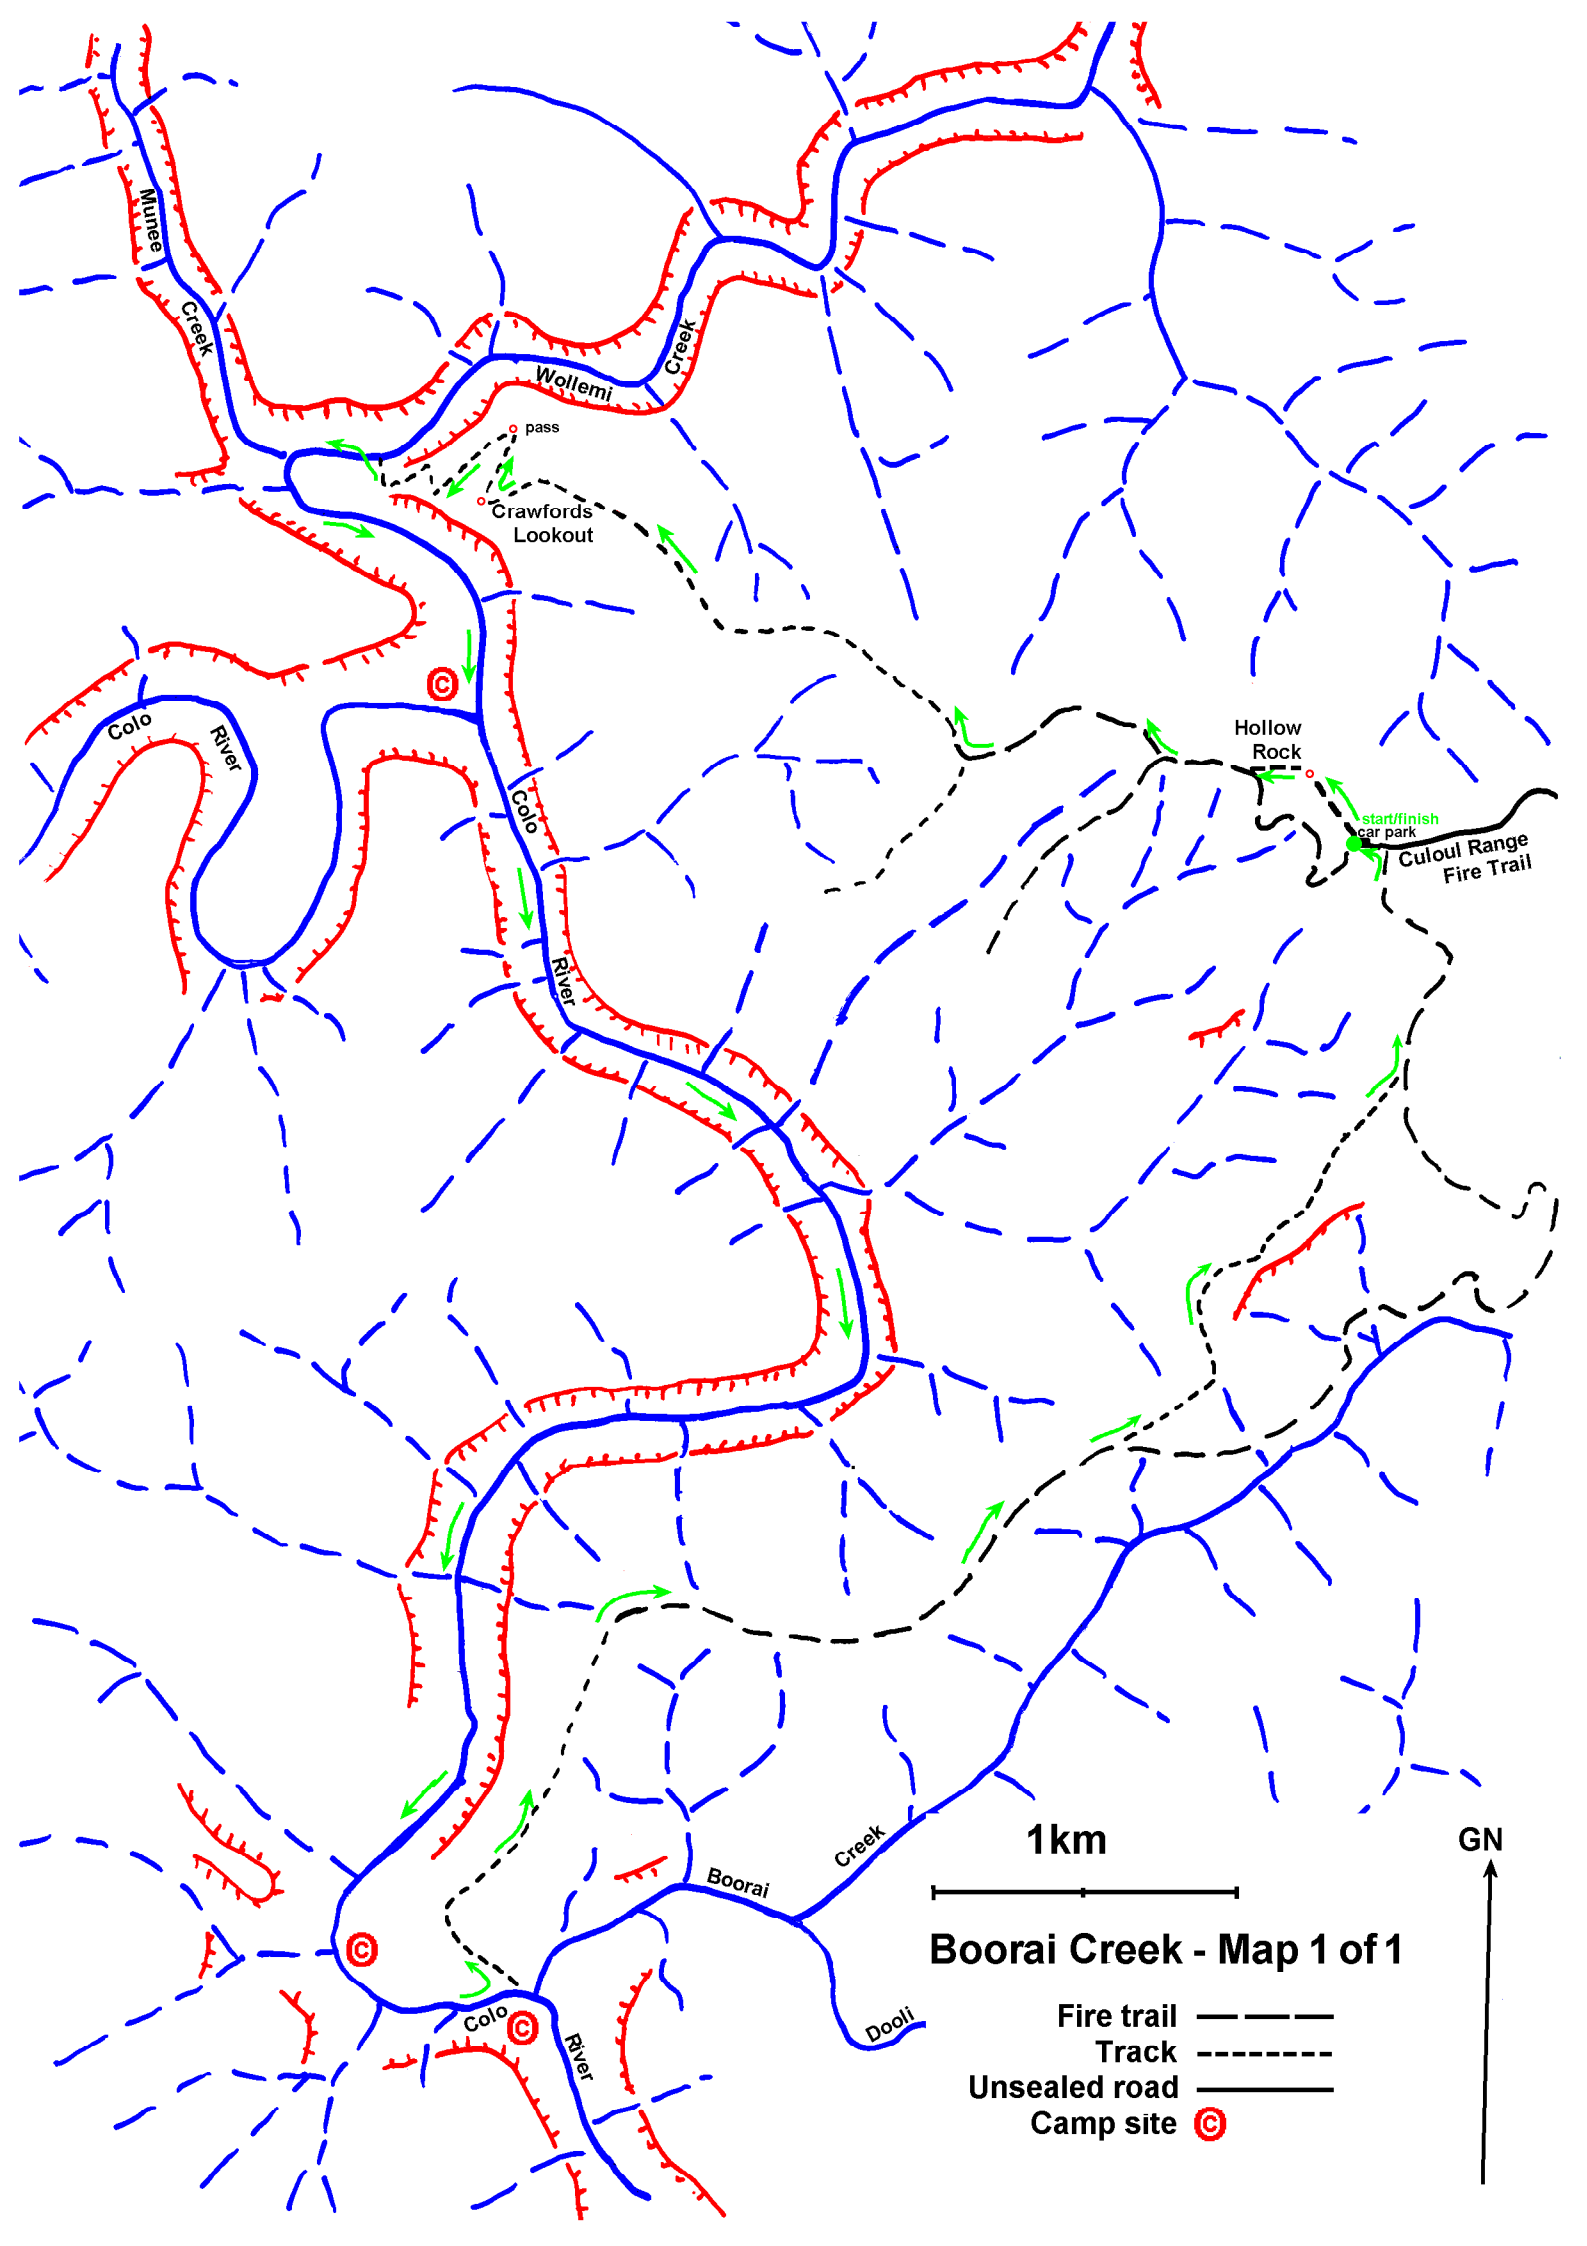 Munee
Creek
Wollemi
Creek
pass
Crawfords
Lookout
C
Colo
River
Colo
River
Hollow
Rock
start/finish
car park
Culoul Range
Fire Trail
C
Colo
River
C
Boorai
Creek
Dooli
1km
GN
Boorai Creek - Map 1 of 1
Fire trail
Track
Unsealed road
Camp site C